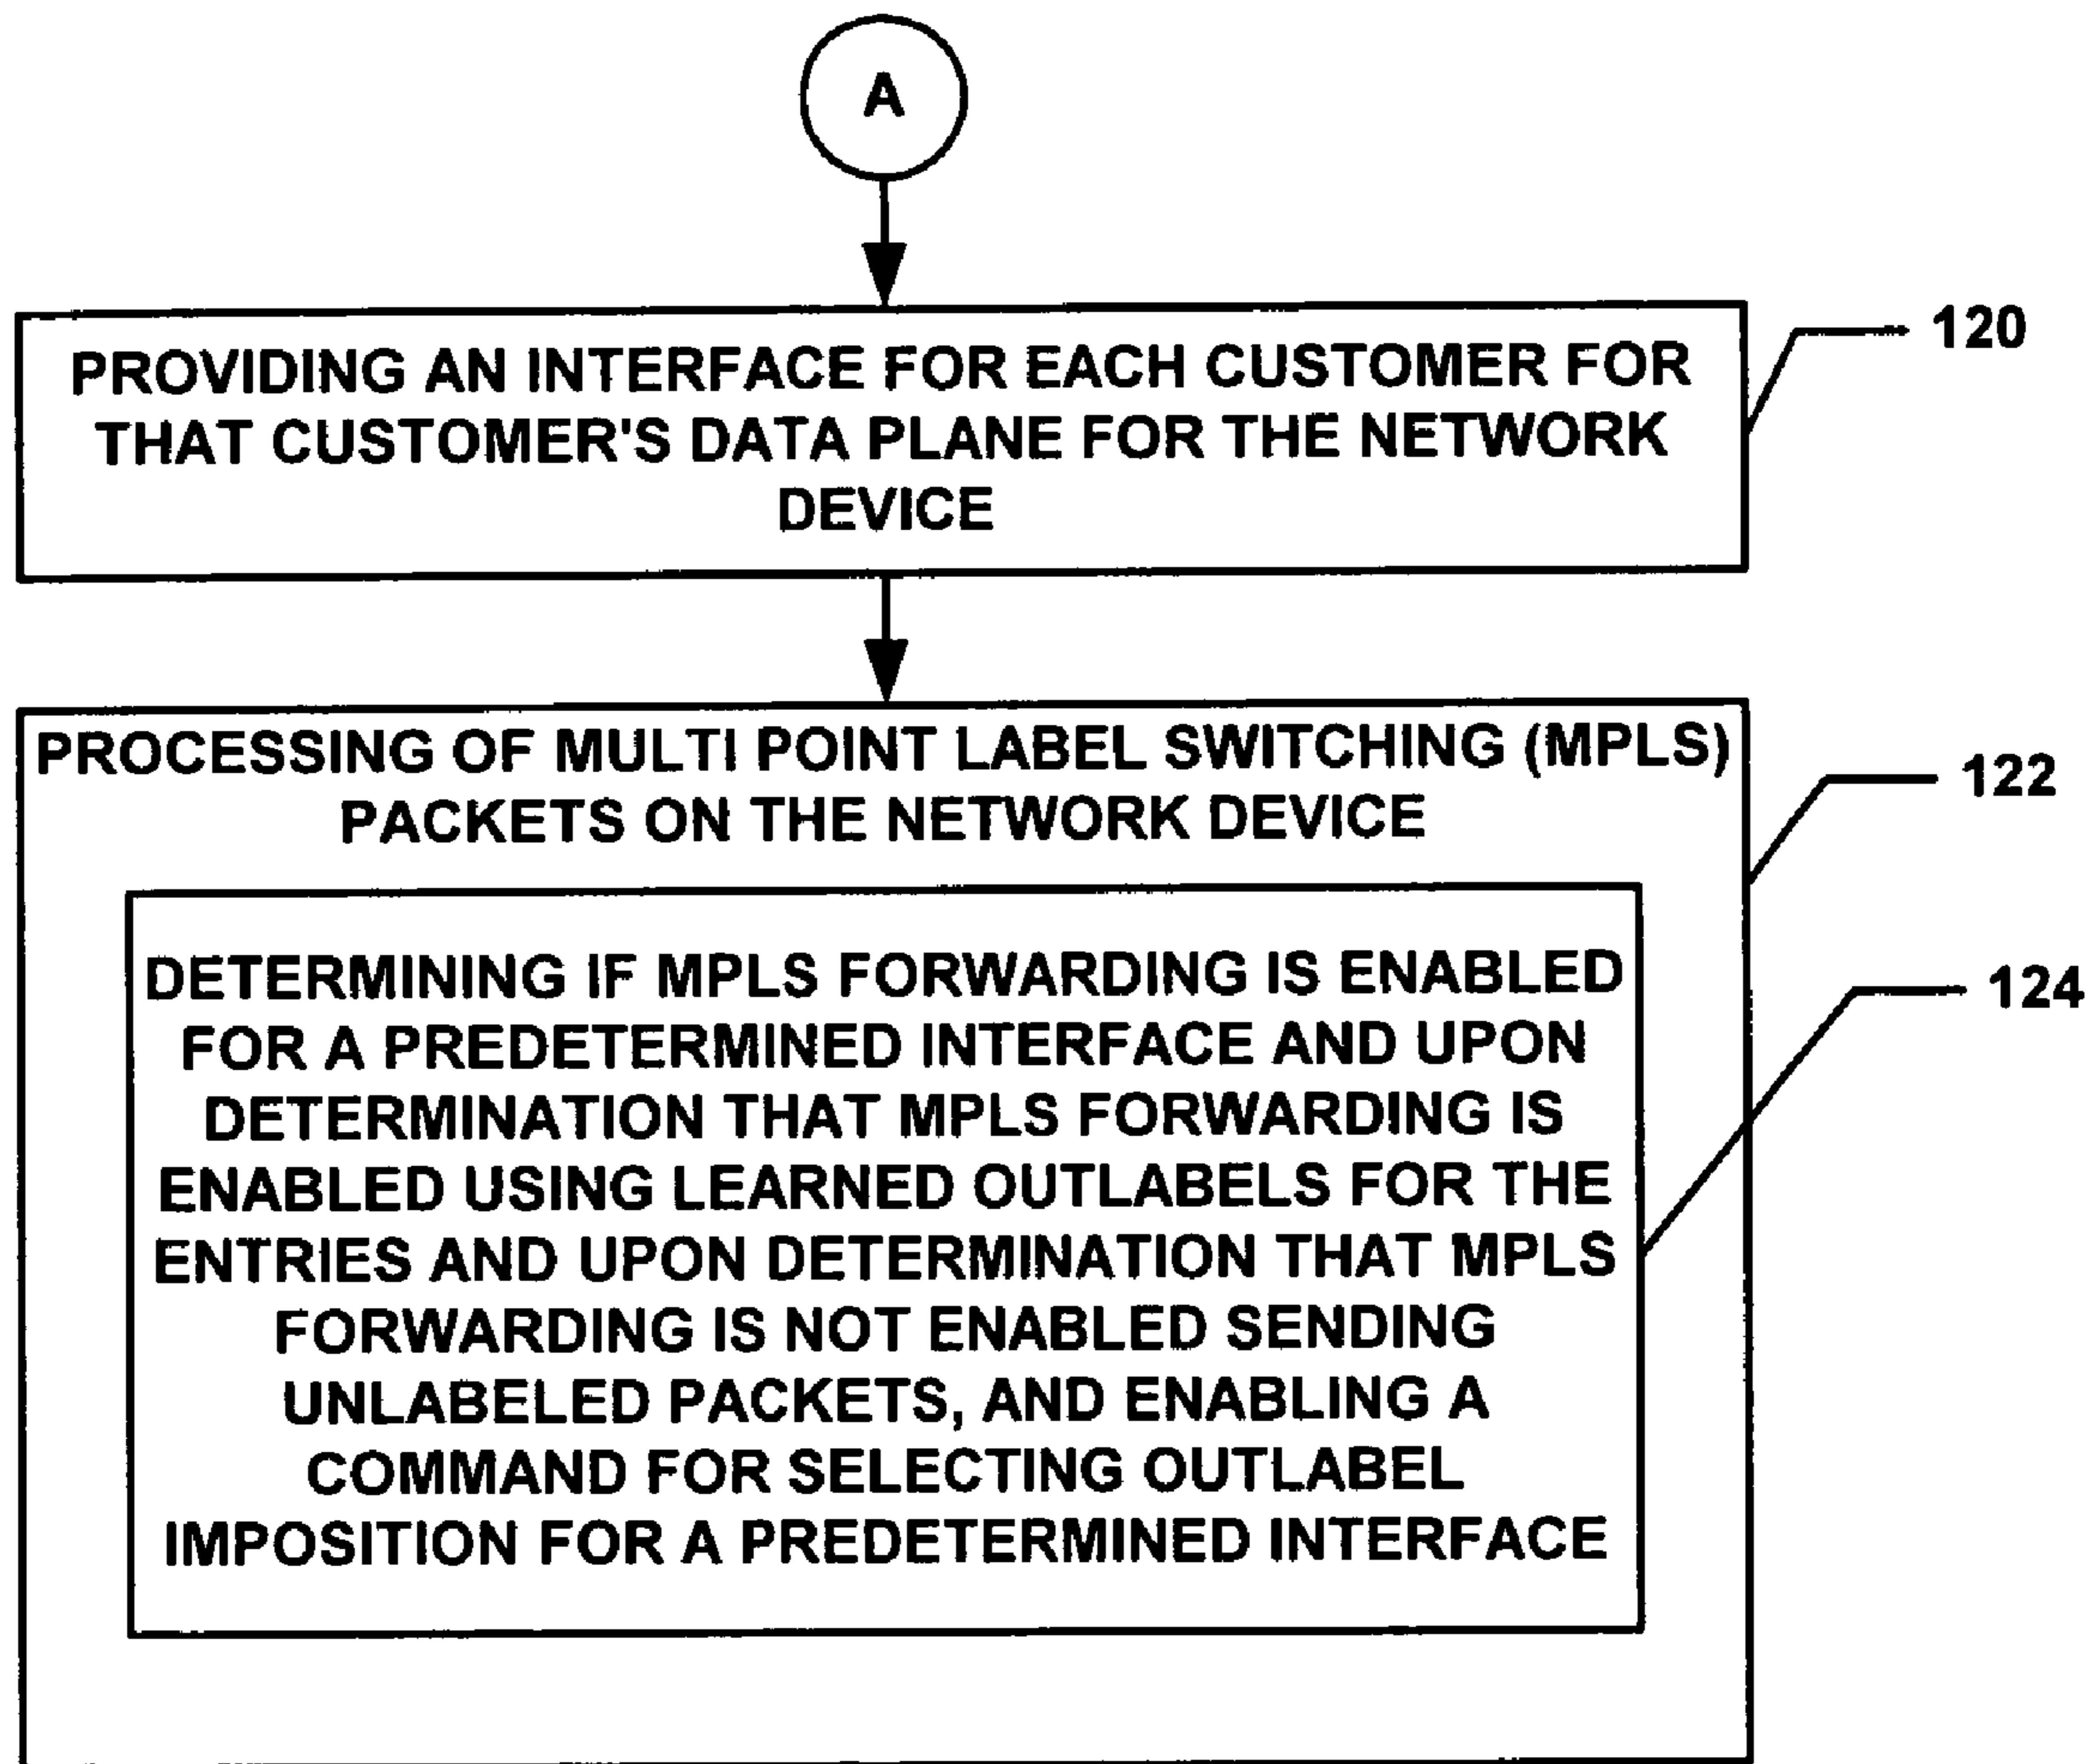 A
PROVIDING AN INTERFACE FOR EACH CUSTOMER FOR
THAT CUSTOMER'S DATA PLANE FOR THE NETWORK
DEVICE
120
PROCESSING OF MULTI POINT LABEL SWITCHING (MPLS)
PACKETS ON THE NETWORK DEVICE
122
DETERMINING IF MPLS FORWARDING IS ENABLED
FOR A PREDETERMINED INTERFACE AND UPON
DETERMINATION THAT MPLS FORWARDING IS
ENABLED USING LEARNED OUTLABELS FOR THE
ENTRIES AND UPON DETERMINATION THAT MPLS
FORWARDING IS NOT ENABLED SENDING
UNLABELED PACKETS, AND ENABLING A
COMMAND FOR SELECTING OUTLABEL
IMPOSITION FOR A PREDETERMINED INTERFACE
124